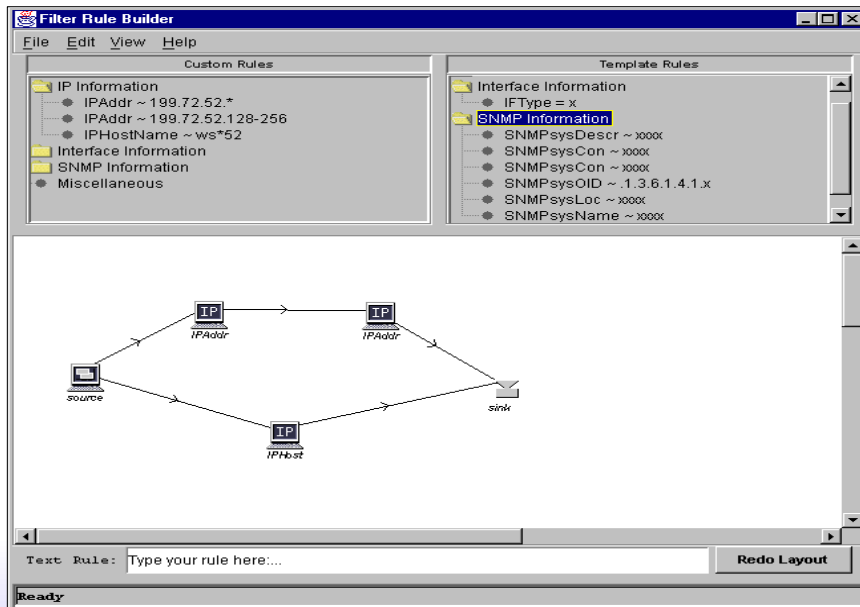 Filter Rule Builder
File Edit View Help
Custom Rules
IP Information
IPAddr ~ 199.72.52.*
IPAddr ~ 199.72.52.128-256
IPHostName ~ ws*52
Interface Information
SNMP Information
Miscellaneous
Template Rules
Interface Information
IFType = x
SNMP Information
SNMPsysDescr ~ xxxx
SNMPsysCon ~ xxxx
SNMPsysCon ~ xxxx
SNMPsysOID ~ .1.3.6.1.4.1.x
SNMPsysLoc ~ xxxx
SNMPsysName ~ xxxx
IP
IPAddr
IP
IPAddr
source
sink
IP
IPHost
Text Rule: Type your rule here:...
Redo Layout
Ready